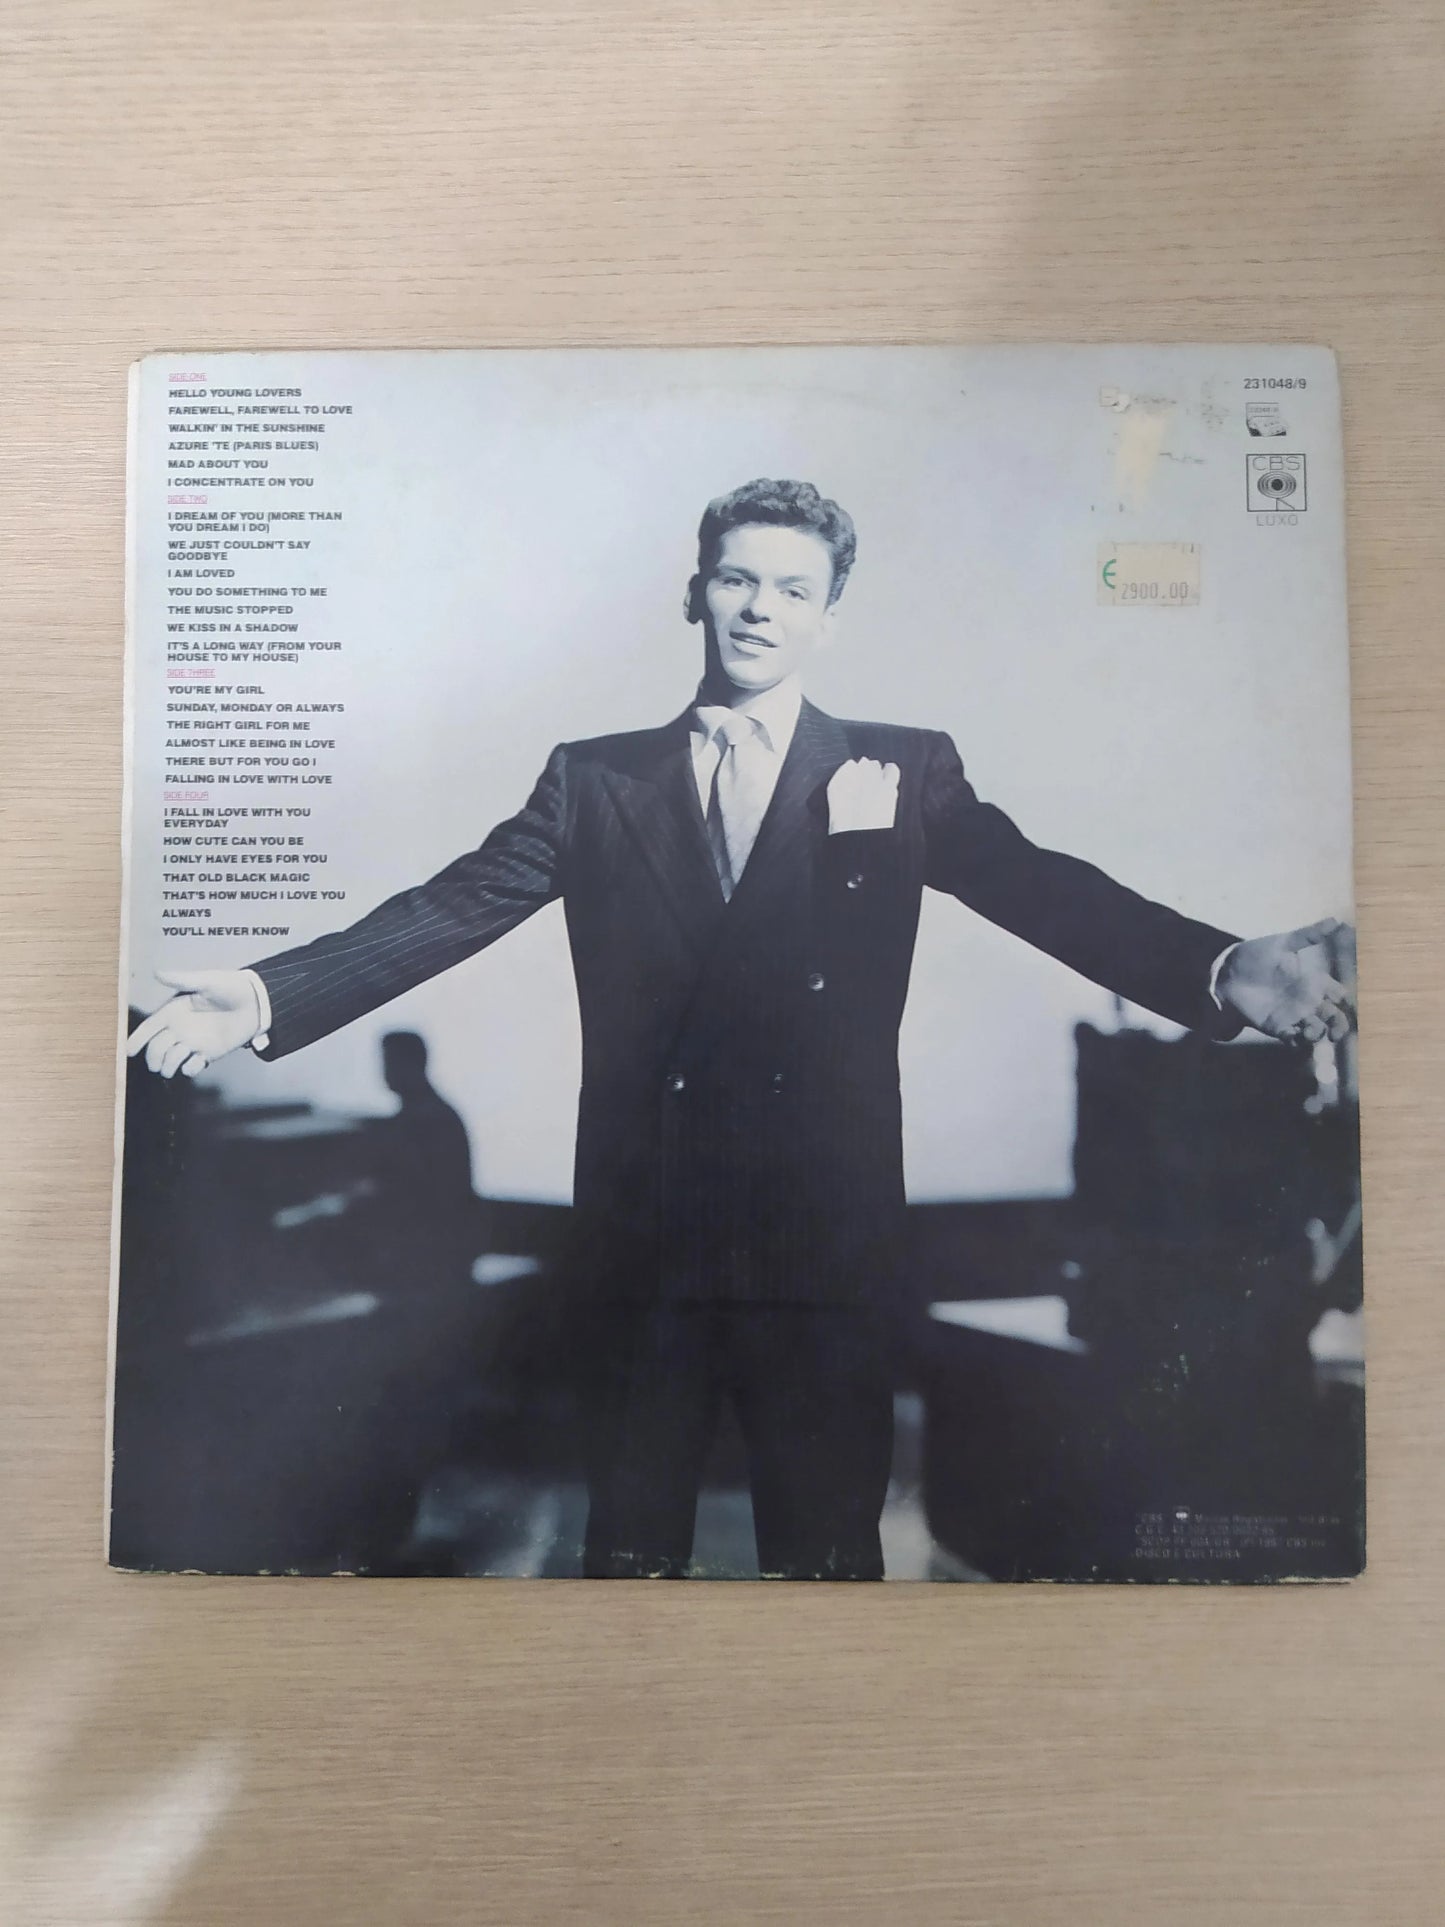 SIDE ONE
HELLO YOUNG LOVERS
FAREWELL, FAREWELL TO LOVE
WALKIN' IN THE SUNSHINE
AZURE 'TE (PARIS BLUES)
MAD ABOUT YOU
I CONCENTRATE ON YOU
SIDE TWO
I DREAM OF YOU (MORE THAN
YOU DREAM I DO)
WE JUST COULDN'T SAY
GOODBYE
I AM LOVED
YOU DO SOMETHING TO ME
THE MUSIC STOPPED
WE KISS IN A SHADOW
IT'S A LONG WAY (FROM YOUR
HOUSE TO MY HOUSE)
SIDE THREE
YOU'RE MY GIRL
SUNDAY, MONDAY OR ALWAYS
THE RIGHT GIRL FOR ME
ALMOST LIKE BEING IN LOVE
THERE BUT FOR YOU GO I
FALLING IN LOVE WITH LOVE
SIDE FOUR
I FALL IN LOVE WITH YOU
EVERYDAY
HOW CUTE CAN YOU BE
I ONLY HAVE EYES FOR YOU
THAT OLD BLACK MAGIC
THAT'S HOW MUCH I LOVE YOU
ALWAYS
YOU'LL NEVER KNOW
231048/9
CBS
LUXO
2900.00
CBS
DISCO É CULTURA